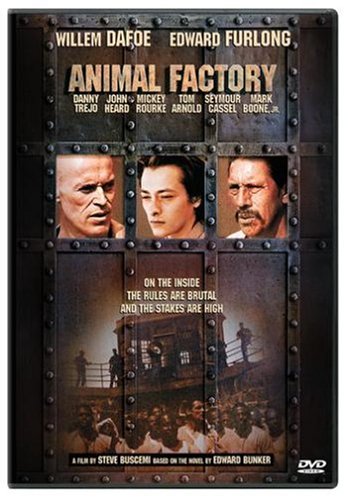 WILLEM DAFOE EDWARD FURLONG
ANIMAL FACTORY
DANNY TREJO JOHN HEARD MICKEY ROURKE TOM ARNOLD SEYMOUR CASSEL MARK BOONE, JR.
ON THE INSIDE
THE RULES ARE BRUTAL
AND THE STAKES ARE HIGH
A FILM BY STEVE BUSCEMI BASED ON THE NOVEL BY EDWARD BUNKER
DVD
VIDEO